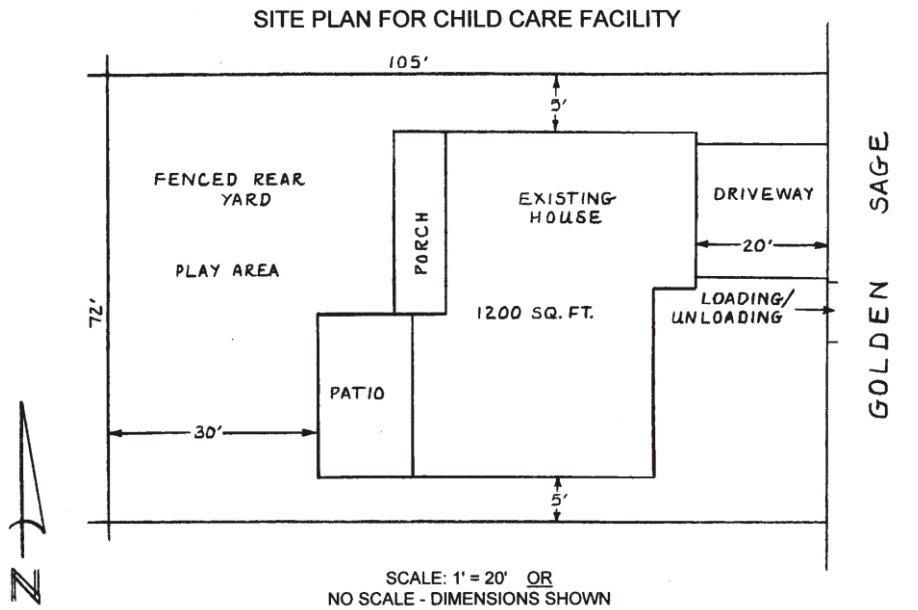 SITE PLAN FOR CHILD CARE FACILITY
105'
5'
FENCED REAR
YARD
PLAY AREA
PORCH
EXISTING
HOUSE
1200 SQ. FT.
DRIVEWAY
20'
LOADING/
UNLOADING
GOLDEN SAGE
72'
PATIO
30'
5'
N
SCALE: 1' = 20' OR
NO SCALE - DIMENSIONS SHOWN